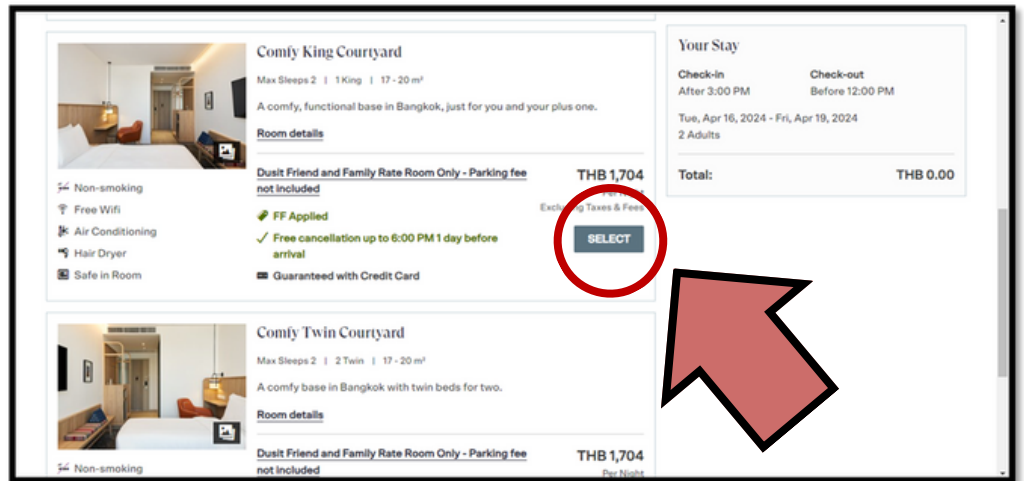 Comfy King Courtyard
Max Sleeps 2 | 1 King | 17 - 20 m²
A comfy, functional base in Bangkok, just for you and your plus one.
Room details
Non-smoking
Free Wifi
Air Conditioning
Hair Dryer
Safe in Room
Dusit Friend and Family Rate Room Only - Parking fee
not included
FF Applied
Free cancellation up to 6:00 PM 1 day before
arrival
Guaranteed with Credit Card
THB 1,704
Per Night
Excluding Taxes & Fees
SELECT
Comfy Twin Courtyard
Max Sleeps 2 | 2 Twin | 17 - 20 m²
A comfy base in Bangkok with twin beds for two.
Room details
Non-smoking
Dusit Friend and Family Rate Room Only - Parking fee
not included
THB 1,704
Per Night
Your Stay
Check-in Check-out
After 3:00 PM Before 12:00 PM
Tue, Apr 16, 2024 - Fri, Apr 19, 2024
2 Adults
Total: THB 0.00